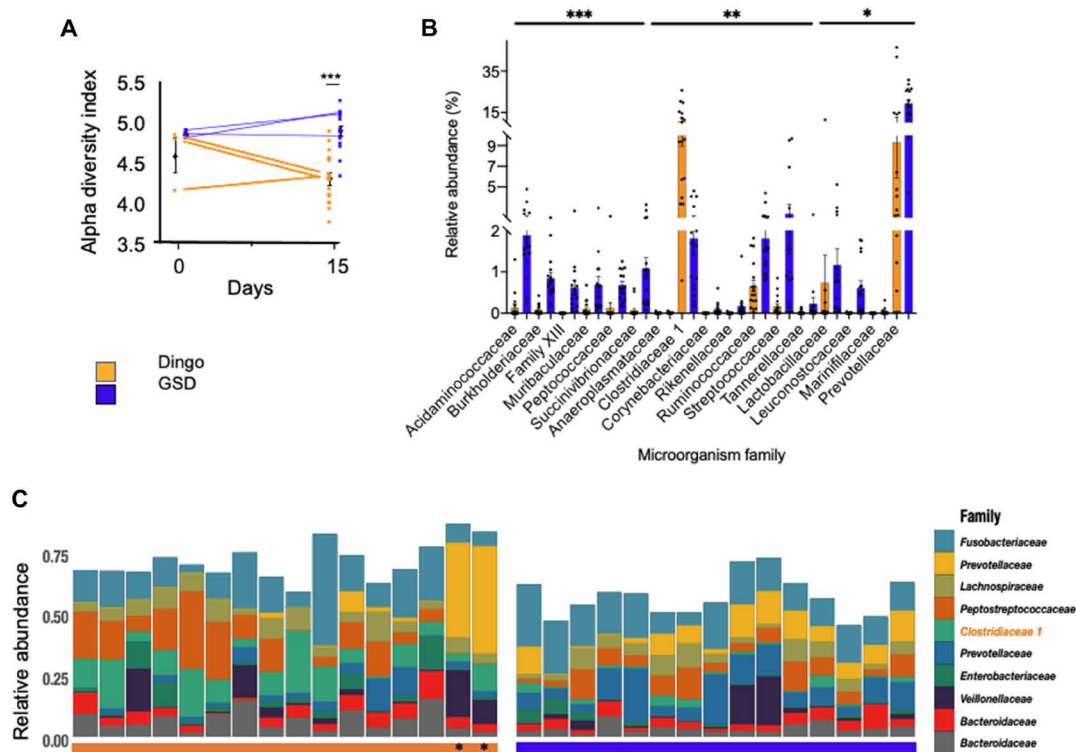 A
Alpha diversity index
5.5
5.0
4.5
4.0
3.5
***
0
15
Days
Dingo
GSD
B
*** ** *
Relative abundance (%)
35
15
9
5
2
1
0
Acidaminococcaceae
Burkholderiaceae
Family XIII
Muribaculaceae
Peptococcaceae
Succinivibrionaceae
Anaeroplasmataceae
Clostridiaceae 1
Corynebacteriaceae
Rikenellaceae
Ruminococcaceae
Streptococcaceae
Tannerellaceae
Lactobacillaceae
Leuconostocaceae
Marinifilaceae
Prevotellaceae
Microorganism family
C
Relative abundance
0.75
0.50
0.25
0.00
* *
Family
Fusobacteriaceae
Prevotellaceae
Lachnospiraceae
Peptostreptococcaceae
Clostridiaceae 1
Prevotellaceae
Enterobacteriaceae
Veillonellaceae
Bacteroidaceae
Bacteroidaceae